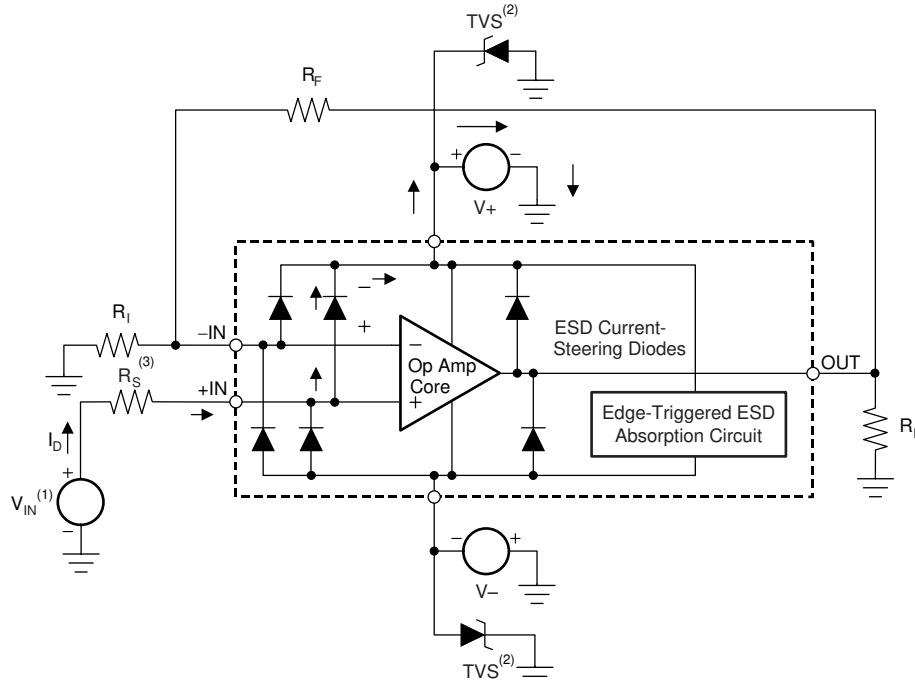 TVS(2)
RF
+ −
V+
RI
−IN
−
+
−
Op Amp
Core
+
ESD Current-
Steering Diodes
OUT
RS(3)
+IN
Edge-Triggered ESD
Absorption Circuit
ID
+
VIN(1)
−
− +
V−
TVS(2)